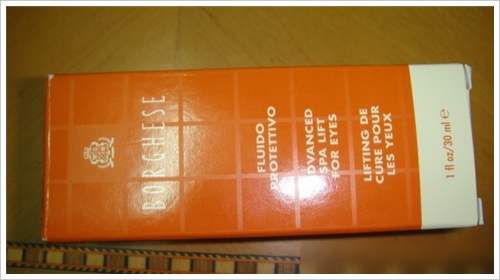 BORGHESE
FLUIDO
PROTETTIVO
ADVANCED
SPA LIFT
FOR EYES
LIFTING DE
CURE POUR
LES YEUX
1 fl oz/30 ml ℮